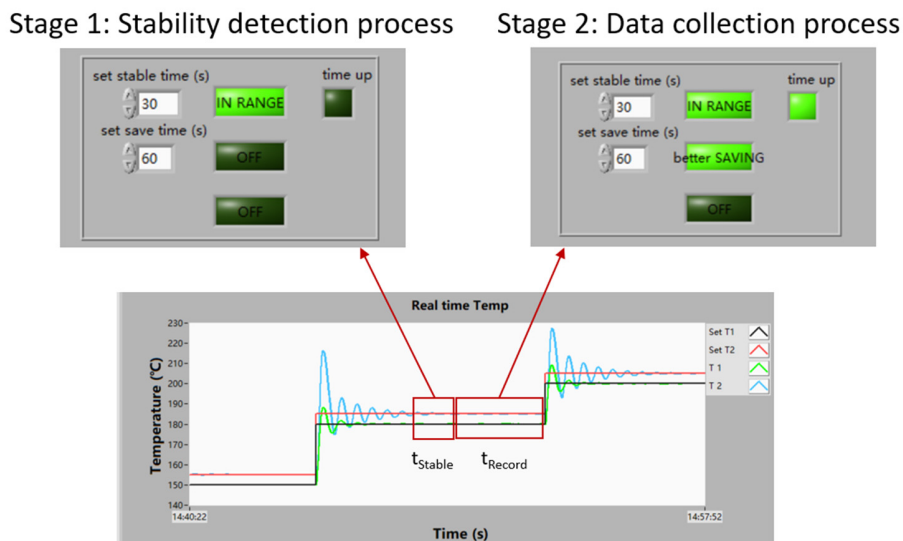 Stage 1: Stability detection process
Stage 2: Data collection process
set stable time (s)
time up
30
IN RANGE
set save time (s)
60
OFF
OFF
set stable time (s)
time up
30
IN RANGE
set save time (s)
60
better SAVING
OFF
Real time Temp
Temperature (℃)
230
220
210
200
190
180
170
160
150
140
Set T1
Set T2
T 1
T 2
tStable
tRecord
14:40:22
14:57:52
Time (s)